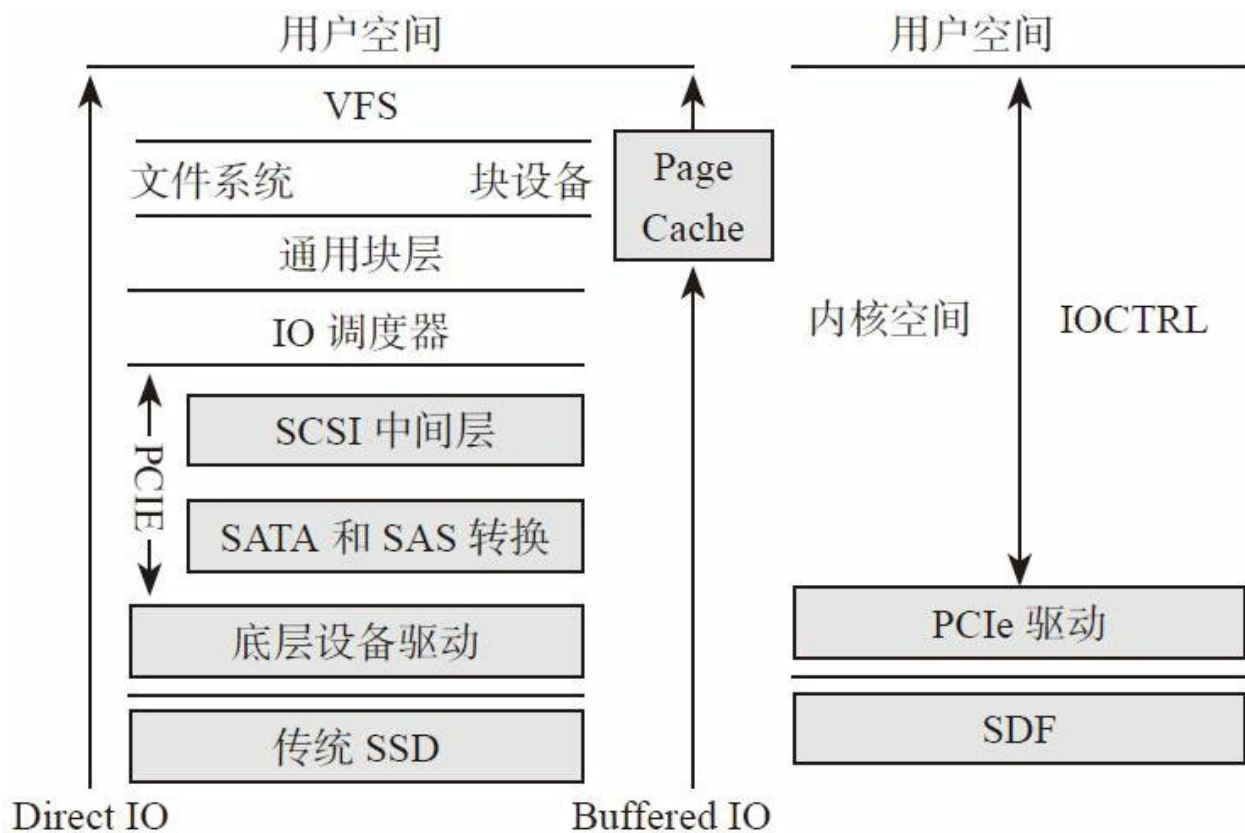 用户空间
用户空间
VFS
文件系统 块设备
Page
Cache
通用块层
IO 调度器
内核空间 IOCTRL
PCIE
SCSI 中间层
SATA 和 SAS 转换
底层设备驱动
PCIe 驱动
传统 SSD
SDF
Direct IO
Buffered IO